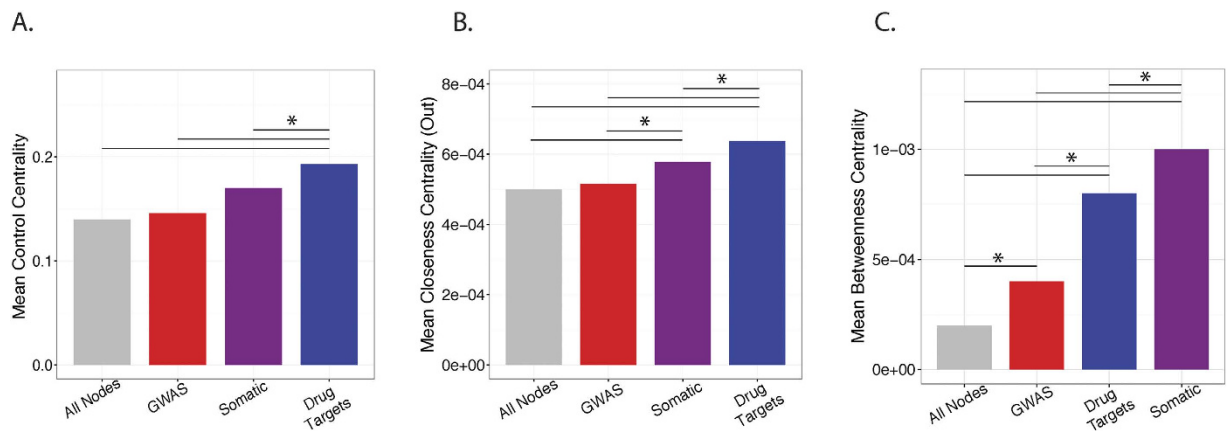 A.
B.
C.
Mean Control Centrality
0.2
0.1
0.0
*
All Nodes
GWAS
Somatic
Drug
Targets
Mean Closeness Centrality (Out)
8e−04
6e−04
4e−04
2e−04
0e+00
*
*
All Nodes
GWAS
Somatic
Drug
Targets
Mean Betweenness Centrality
1e−03
5e−04
0e+00
*
*
*
All Nodes
GWAS
Drug
Targets
Somatic